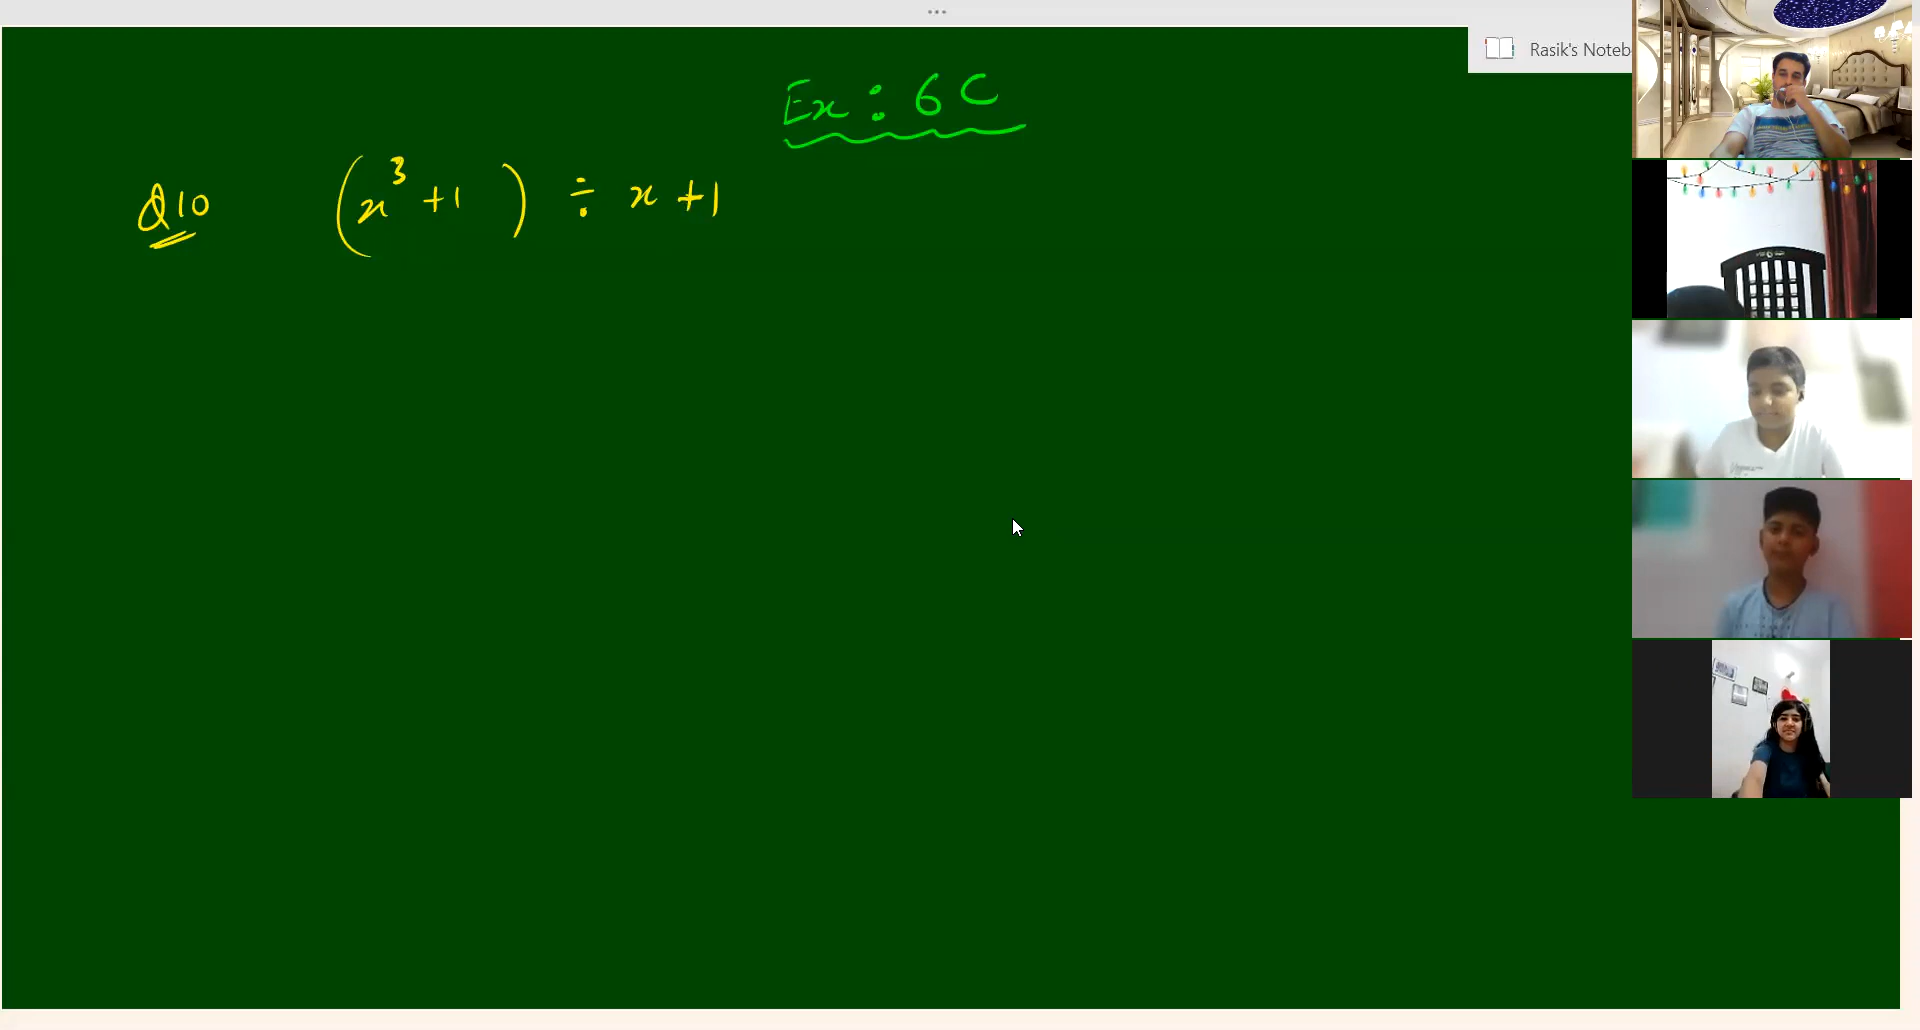 Rasik's Noteb
Ex : 6C
Q10 (x³ + 1) ÷ x + 1